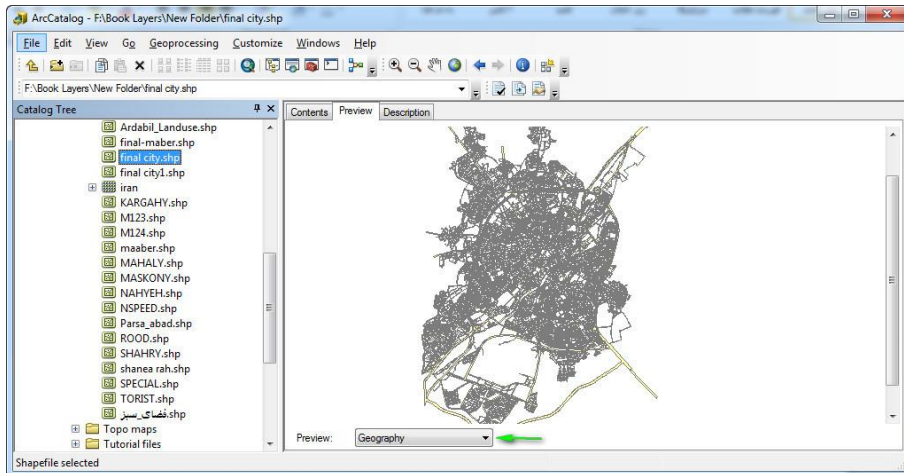 ArcCatalog - F:\Book Layers\New Folder\final city.shp
File Edit View Go Geoprocessing Customize Windows Help
F:\Book Layers\New Folder\final city.shp
Catalog Tree
Contents Preview Description
Ardabil_Landuse.shp
final-maber.shp
final city.shp
final city1.shp
iran
KARGAHY.shp
M123.shp
M124.shp
maaber.shp
MAHALY.shp
MASKONY.shp
NAHYEH.shp
NSPEED.shp
Parsa_abad.shp
ROOD.shp
SHAHRY.shp
shanea rah.shp
SPECIAL.shp
TORIST.shp
فضای_سبز.shp
Topo maps
Tutorial files
Preview: Geography
Shapefile selected